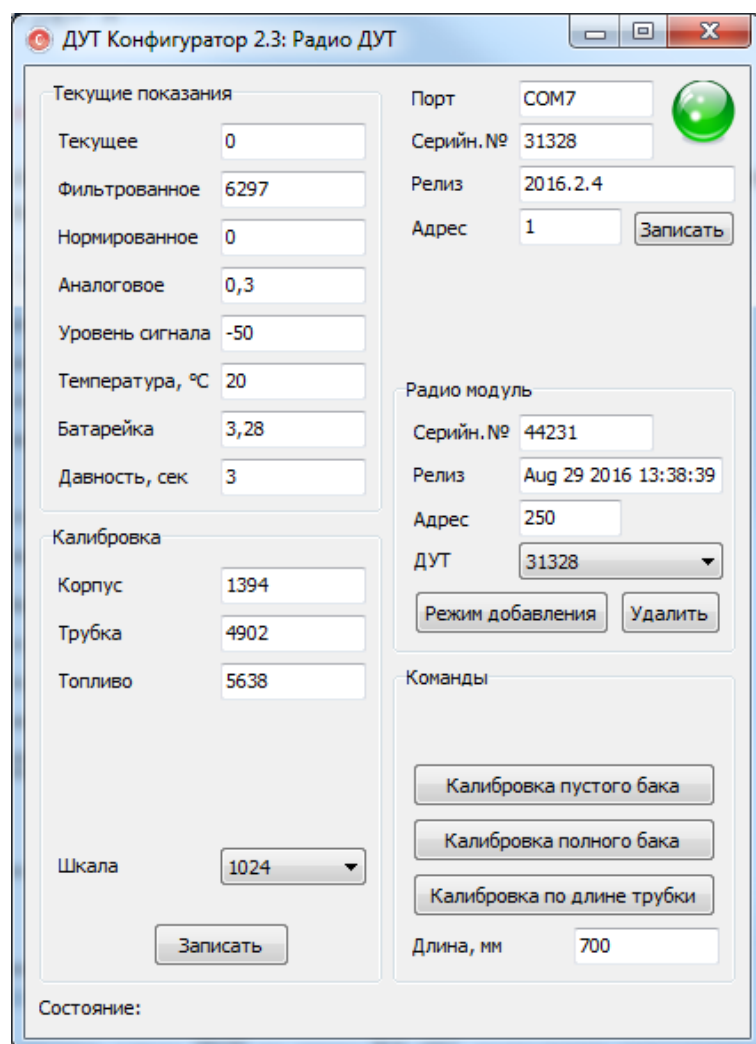 ДУТ Конфигуратор 2.3: Радио ДУТ
Текущие показания
Текущее 0
Фильтрованное 6297
Нормированное 0
Аналоговое 0,3
Уровень сигнала -50
Температура, °C 20
Батарейка 3,28
Давность, сек 3
Калибровка
Корпус 1394
Трубка 4902
Топливо 5638
Шкала 1024
Записать
Порт COM7
Серийн.№ 31328
Релиз 2016.2.4
Адрес 1 Записать
Радио модуль
Серийн.№ 44231
Релиз Aug 29 2016 13:38:39
Адрес 250
ДУТ 31328
Режим добавления Удалить
Команды
Калибровка пустого бака
Калибровка полного бака
Калибровка по длине трубки
Длина, мм 700
Состояние: